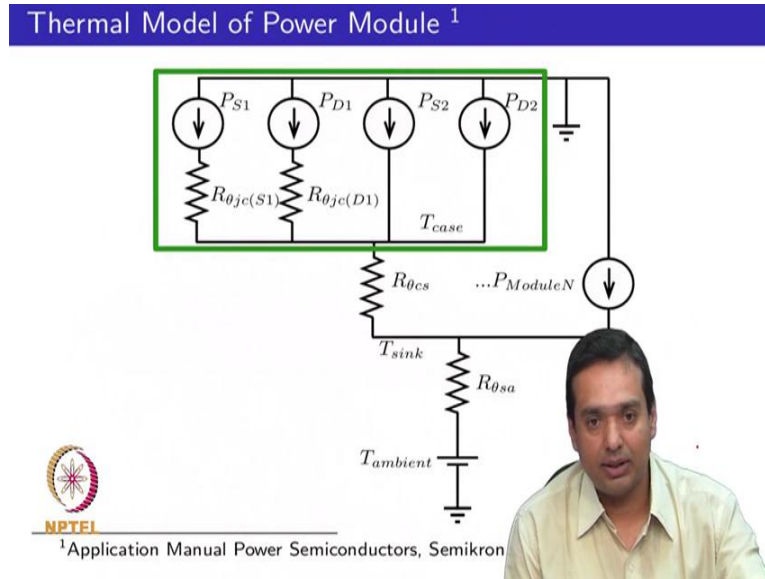 Thermal Model of Power Module 1
P_S1 P_D1 P_S2 P_D2
R_θjc(S1) R_θjc(D1)
T_case
R_θcs ...P_ModuleN
T_sink
R_θsa
T_ambient
NPTEL
1Application Manual Power Semiconductors, Semikron